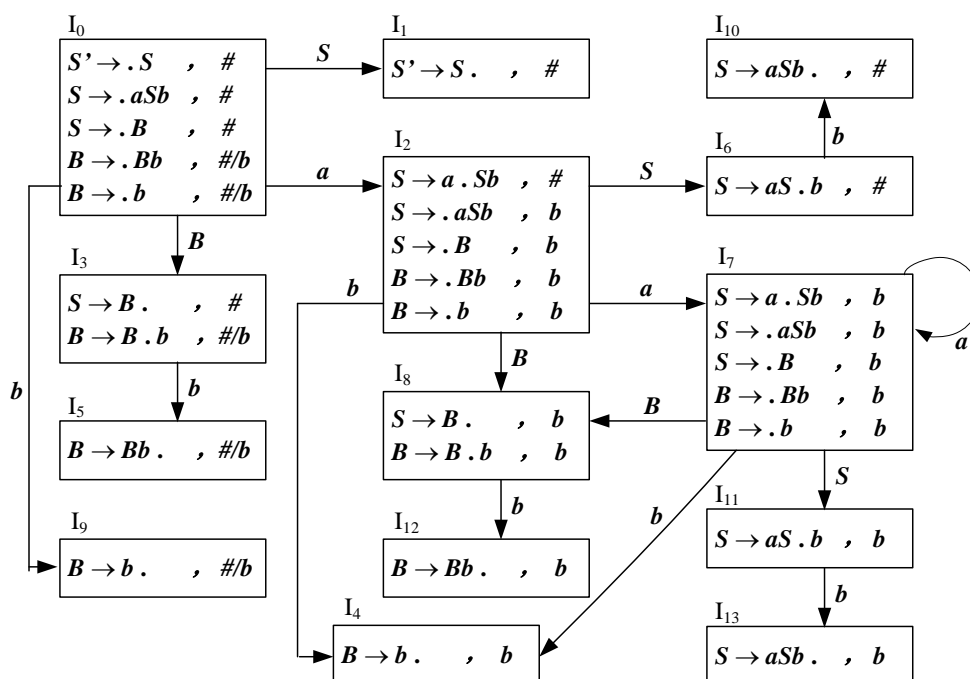 I0
S’ → . S , #
S → . aSb , #
S → . B , #
B → . Bb , #/b
B → . b , #/b
S
I1
S’ → S . , #
I10
S → aSb . , #
b
a
I2
S → a . Sb , #
S → . aSb , b
S → . B , b
B → . Bb , b
B → . b , b
S
I6
S → aS . b , #
B
I3
S → B . , #
B → B . b , #/b
b
b
a
I7
S → a . Sb , b
S → . aSb , b
S → . B , b
B → . Bb , b
B → . b , b
a
b
b
I5
B → Bb . , #/b
B
I8
S → B . , b
B → B . b , b
B
S
I9
B → b . , #/b
b
I12
B → Bb . , b
b
I11
S → aS . b , b
b
I4
B → b . , b
I13
S → aSb . , b